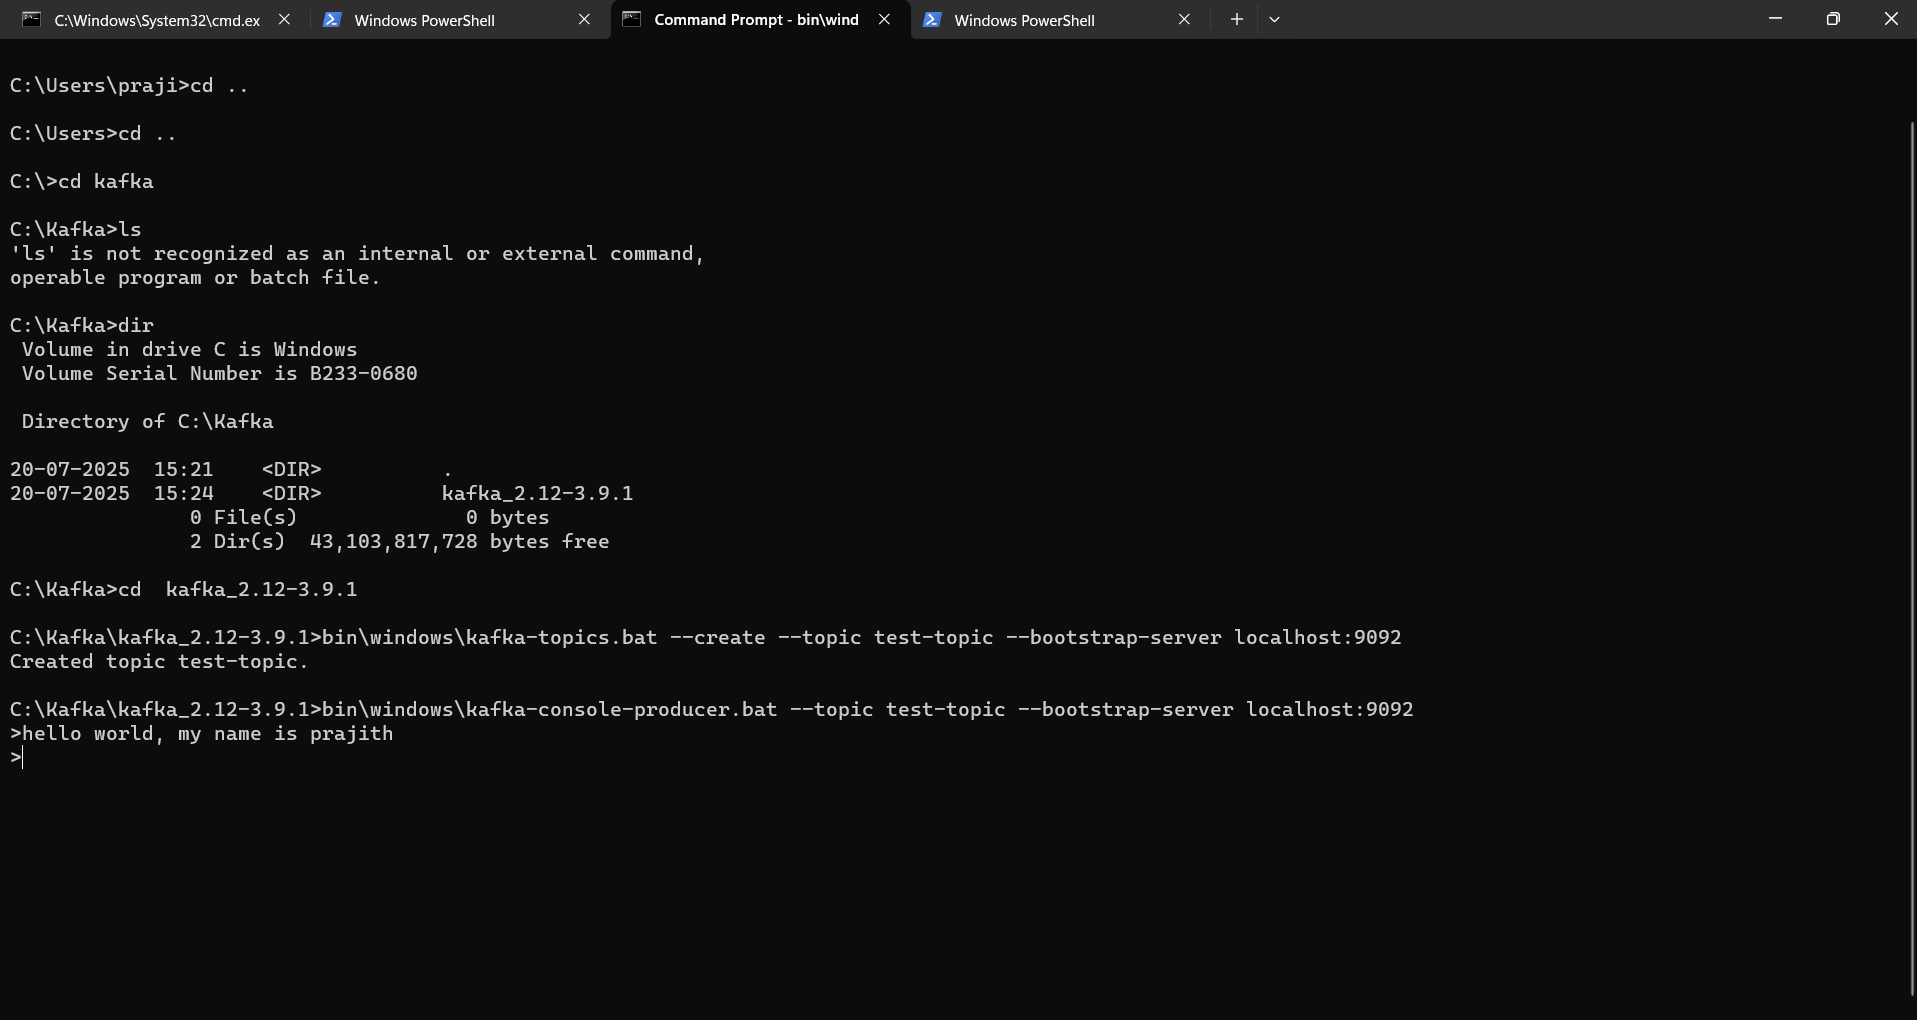 C:\Windows\System32\cmd.ex
Windows PowerShell
Command Prompt - bin\wind
Windows PowerShell
C:\Users\praji>cd ..
C:\Users>cd ..
C:\>cd kafka
C:\Kafka>ls
'ls' is not recognized as an internal or external command,
operable program or batch file.
C:\Kafka>dir
Volume in drive C is Windows
Volume Serial Number is B233-0680
Directory of C:\Kafka
20-07-2025  15:21    <DIR>          .
20-07-2025  15:24    <DIR>          kafka_2.12-3.9.1
0 File(s)              0 bytes
2 Dir(s)  43,103,817,728 bytes free
C:\Kafka>cd  kafka_2.12-3.9.1
C:\Kafka\kafka_2.12-3.9.1>bin\windows\kafka-topics.bat --create --topic test-topic --bootstrap-server localhost:9092
Created topic test-topic.
C:\Kafka\kafka_2.12-3.9.1>bin\windows\kafka-console-producer.bat --topic test-topic --bootstrap-server localhost:9092
>hello world, my name is prajith
>